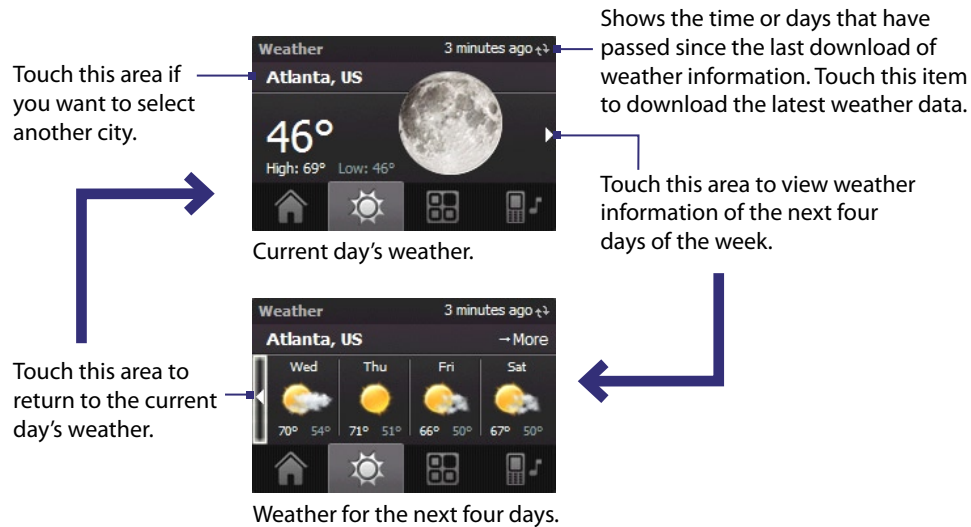 Shows the time or days that have
passed since the last download of
weather information. Touch this item
to download the latest weather data.
Touch this area if
you want to select
another city.
Weather 3 minutes ago
Atlanta, US
46°
High: 69° Low: 46°
Current day's weather.
Touch this area to view weather
information of the next four
days of the week.
Weather 3 minutes ago
Atlanta, US →More
Wed Thu Fri Sat
70° 54° 71° 51° 66° 50° 67° 50°
Touch this area to
return to the current
day's weather.
Weather for the next four days.